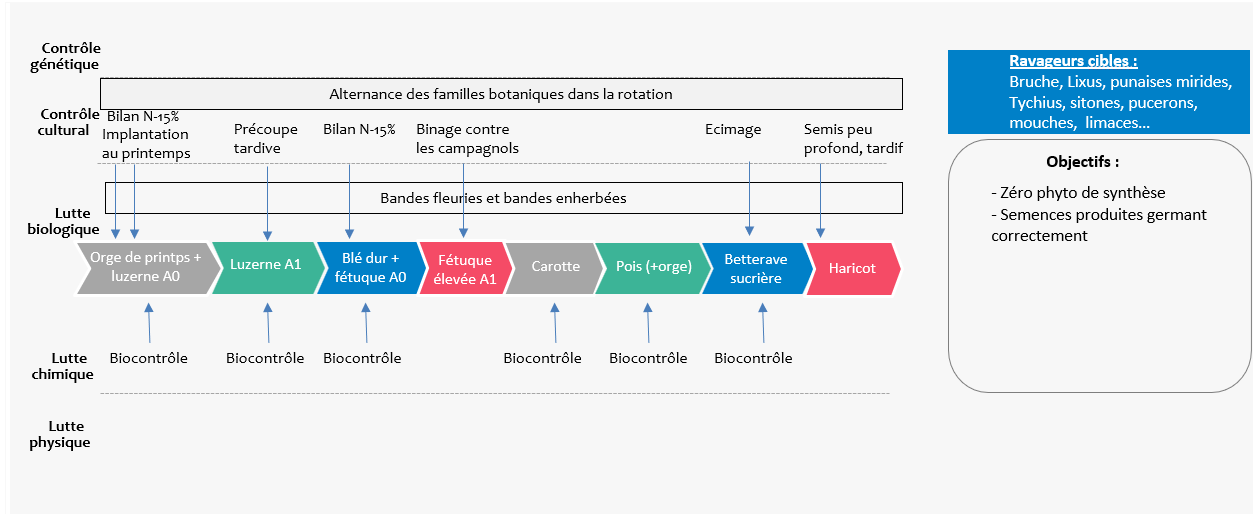 Contrôle
génétique
Alternance des familles botaniques dans la rotation
Contrôle
cultural
Bilan N-15%
Implantation
au printemps
Précoupe
tardive
Bilan N-15%
Binage contre
les campagnols
Ecimage
Semis peu
profond, tardif
Bandes fleuries et bandes enherbées
Lutte
biologique
Orge de printps +
luzerne A0
Luzerne A1
Blé dur +
fétuque A0
Fétuque
élevée A1
Carotte
Pois (+orge)
Betterave
sucrière
Haricot
Lutte
chimique
Biocontrôle
Biocontrôle
Biocontrôle
Biocontrôle
Biocontrôle
Biocontrôle
Lutte
physique
Ravageurs cibles :
Bruche, Lixus, punaises mirides,
Tychius, sitones, pucerons,
mouches, limaces...
Objectifs :
- Zéro phyto de synthèse
- Semences produites germant
correctement